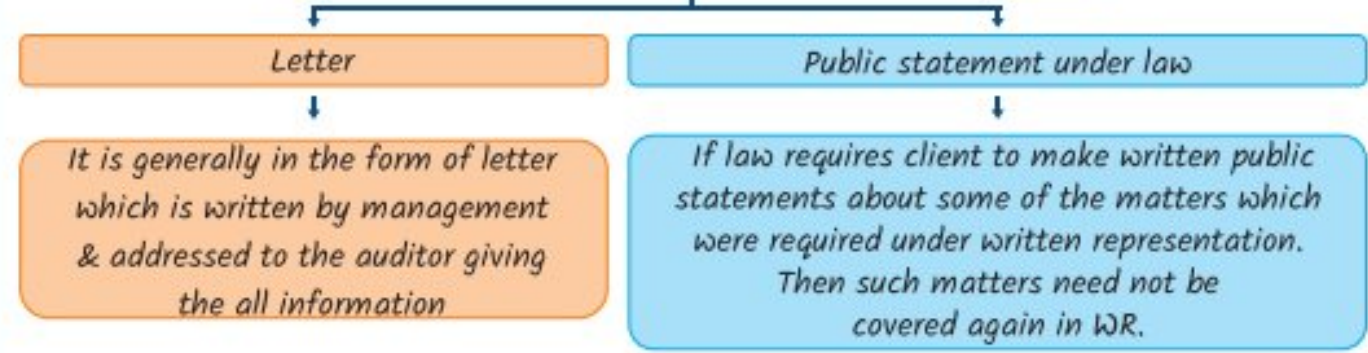 Letter
Public statement under law
It is generally in the form of letter
which is written by management
& addressed to the auditor giving
the all information
If law requires client to make written public
statements about some of the matters which
were required under written representation.
Then such matters need not be
covered again in WR.